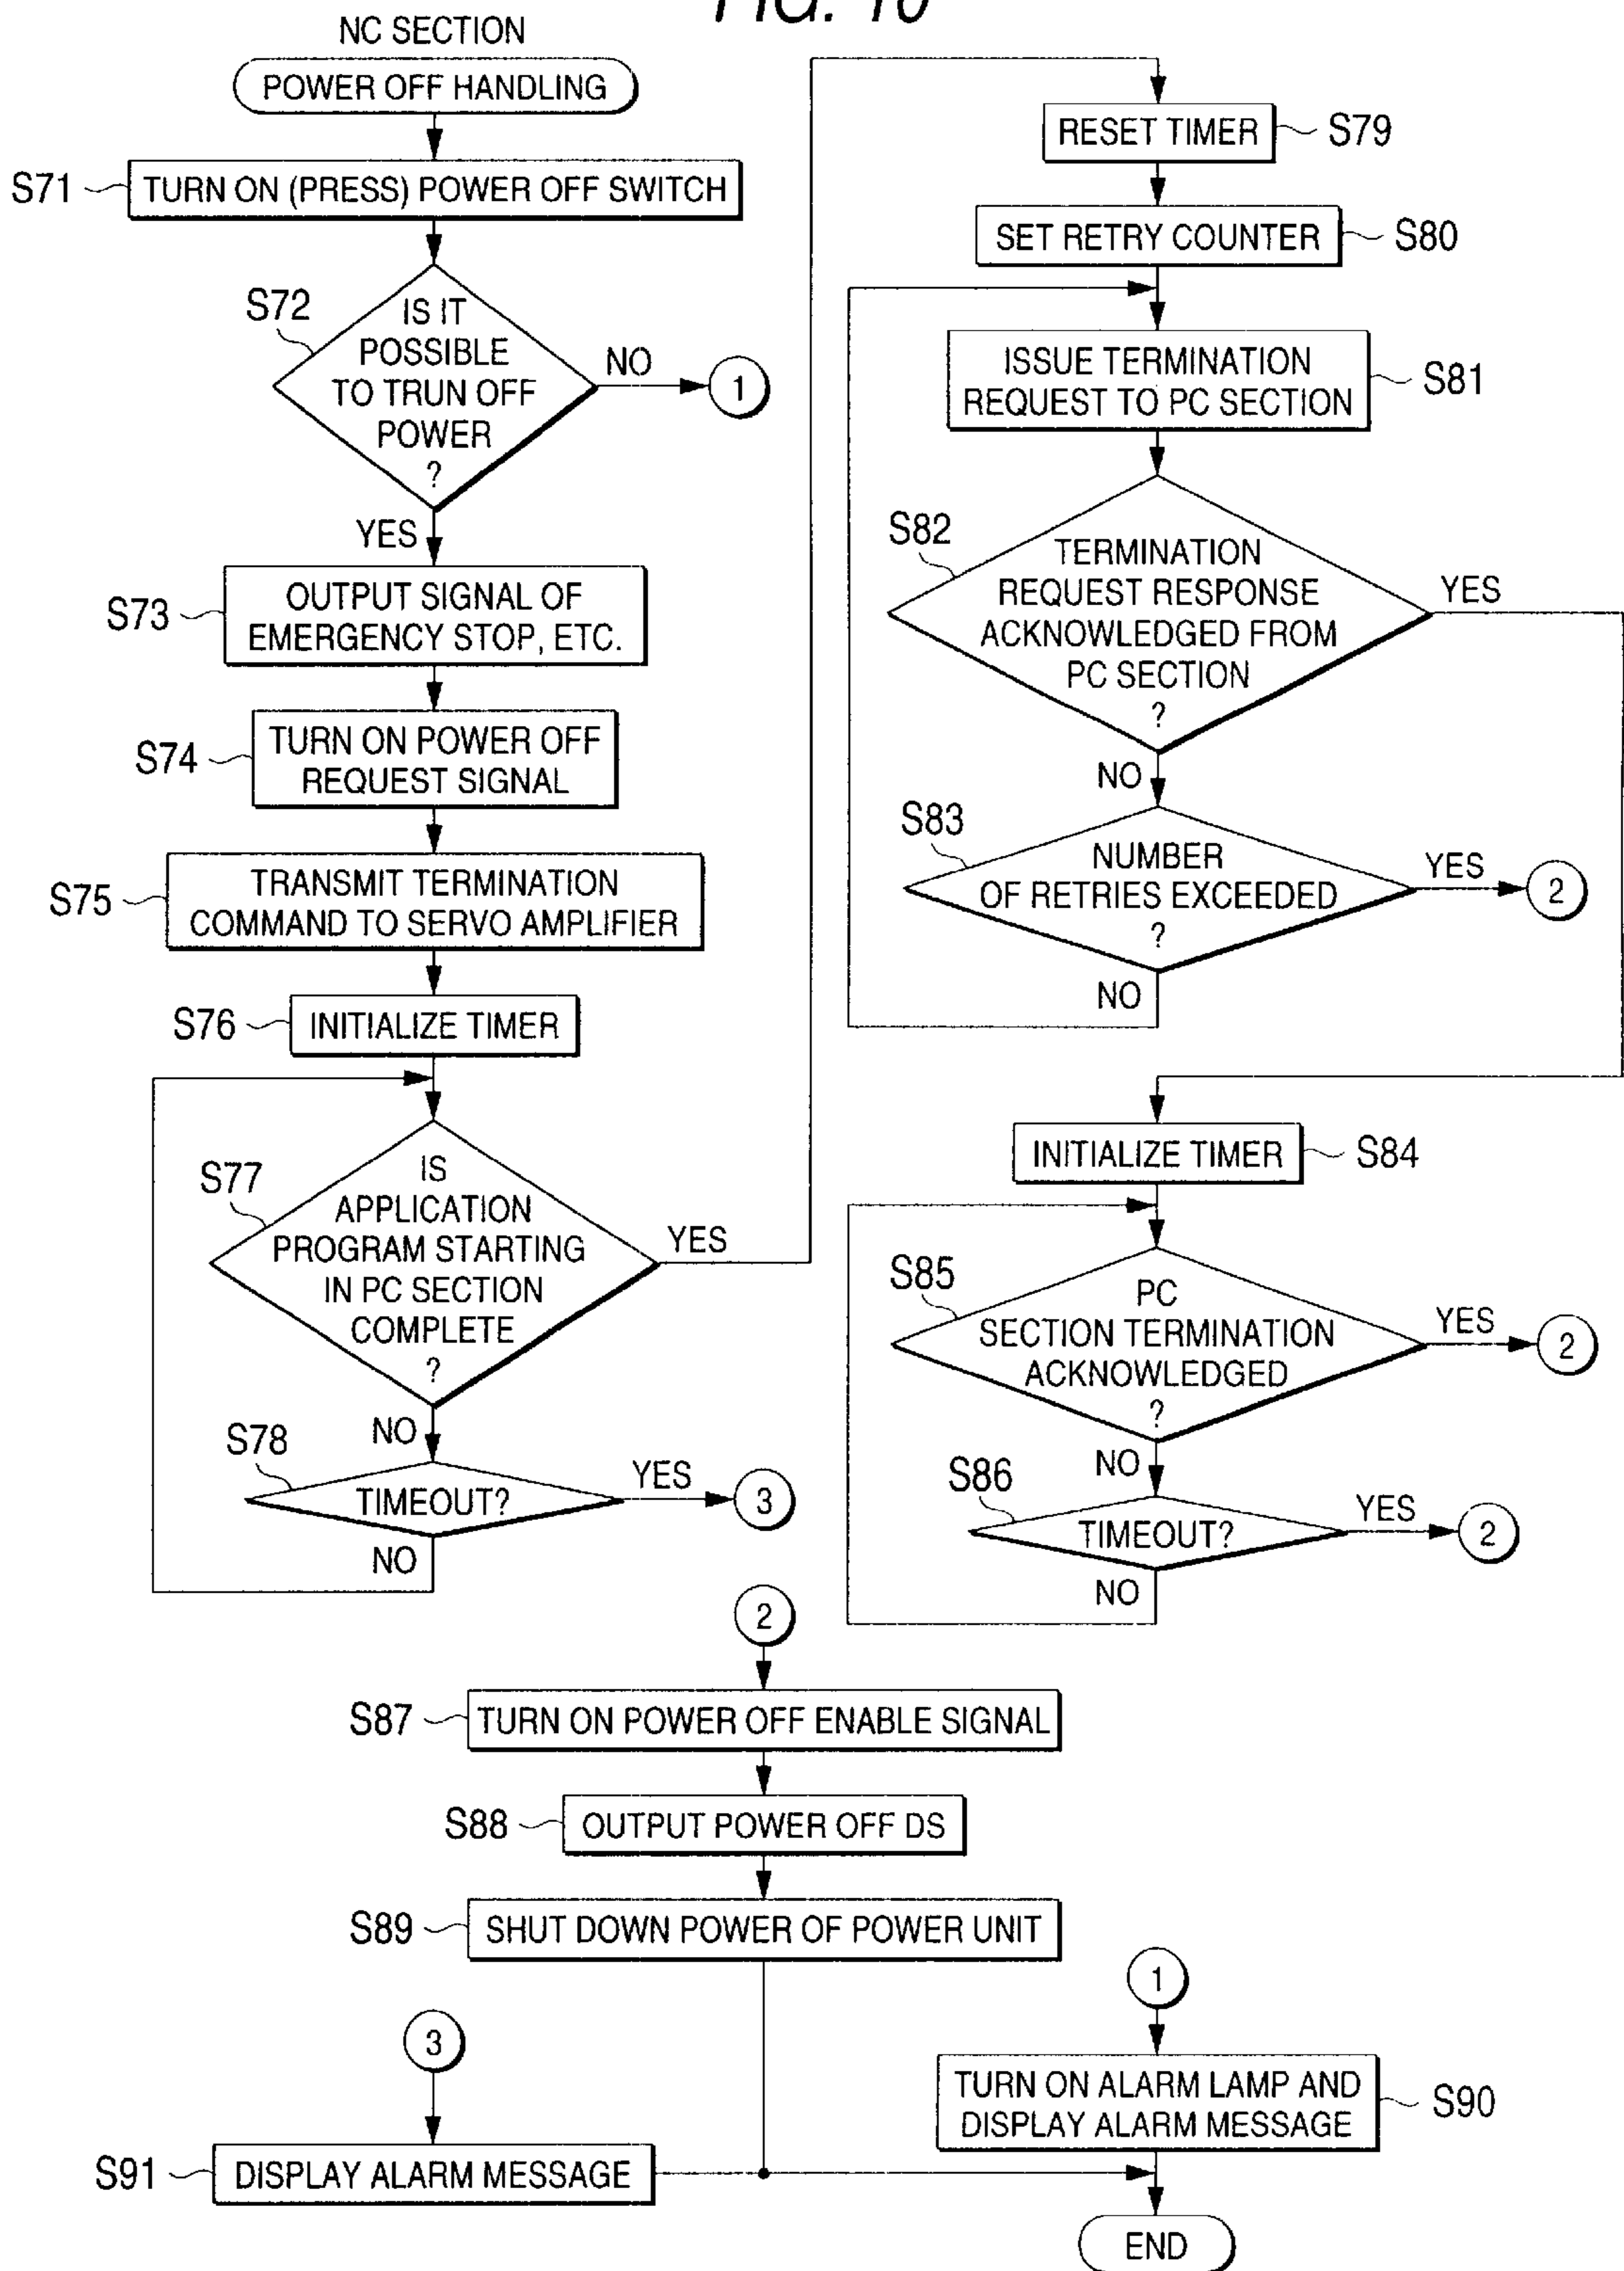 FIG. 10
NC SECTION
POWER OFF HANDLING
S71
TURN ON (PRESS) POWER OFF SWITCH
S72
IS IT
POSSIBLE
TO TRUN OFF
POWER
?
NO
1
YES
S73
OUTPUT SIGNAL OF
EMERGENCY STOP, ETC.
S74
TURN ON POWER OFF
REQUEST SIGNAL
S75
TRANSMIT TERMINATION
COMMAND TO SERVO AMPLIFIER
S76
INITIALIZE TIMER
S77
IS
APPLICATION
PROGRAM STARTING
IN PC SECTION
COMPLETE
?
YES
NO
S78
TIMEOUT?
YES
3
NO
RESET TIMER
S79
SET RETRY COUNTER
S80
ISSUE TERMINATION
REQUEST TO PC SECTION
S81
S82
TERMINATION
REQUEST RESPONSE
ACKNOWLEDGED FROM
PC SECTION
?
YES
NO
S83
NUMBER
OF RETRIES EXCEEDED
?
YES
2
NO
INITIALIZE TIMER
S84
S85
PC
SECTION TERMINATION
ACKNOWLEDGED
?
YES
2
NO
S86
TIMEOUT?
YES
2
NO
2
S87
TURN ON POWER OFF ENABLE SIGNAL
S88
OUTPUT POWER OFF DS
S89
SHUT DOWN POWER OF POWER UNIT
1
TURN ON ALARM LAMP AND
DISPLAY ALARM MESSAGE
S90
3
S91
DISPLAY ALARM MESSAGE
END